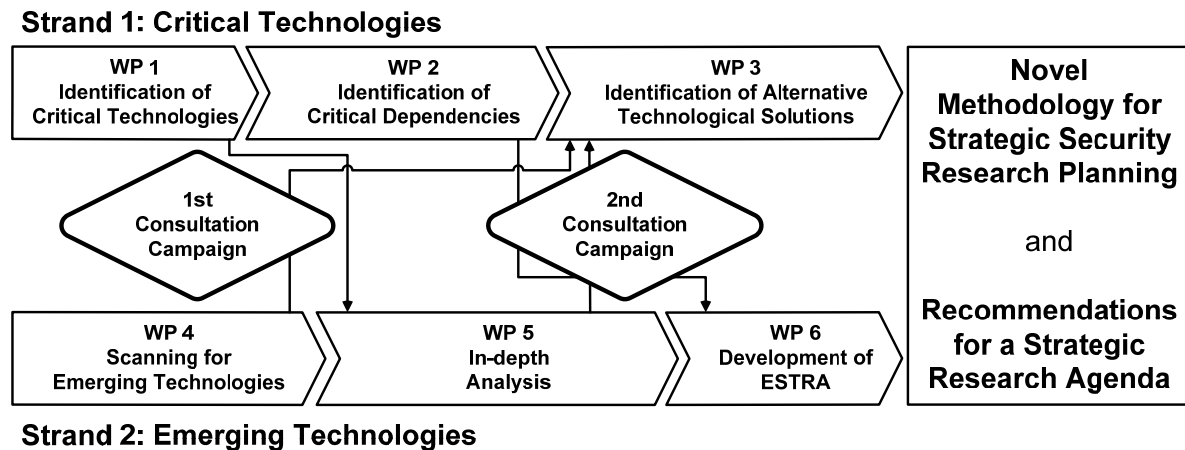 Strand 1: Critical Technologies
WP 1
Identification of
Critical Technologies
WP 2
Identification of
Critical Dependencies
WP 3
Identification of Alternative
Technological Solutions
1st
Consultation
Campaign
2nd
Consultation
Campaign
WP 4
Scanning for
Emerging Technologies
WP 5
In-depth
Analysis
WP 6
Development of
ESTRA
Strand 2: Emerging Technologies
Novel
Methodology for
Strategic Security
Research Planning
and
Recommendations
for a Strategic
Research Agenda